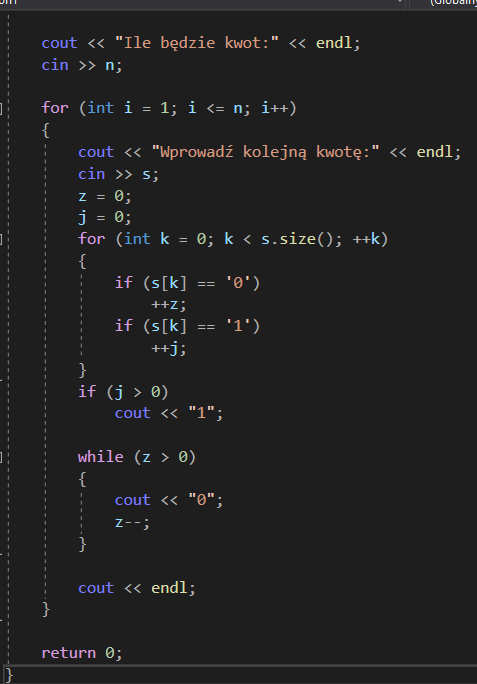 (Globalny
cout << "Ile będzie kwot:" << endl;
cin >> n;
for (int i = 1; i <= n; i++)
{
cout << "Wprowadź kolejną kwotę:" << endl;
cin >> s;
z = 0;
j = 0;
for (int k = 0; k < s.size(); ++k)
{
if (s[k] == '0')
++z;
if (s[k] == '1')
++j;
}
if (j > 0)
cout << "1";
while (z > 0)
{
cout << "0";
z--;
}
cout << endl;
}
return 0;
}